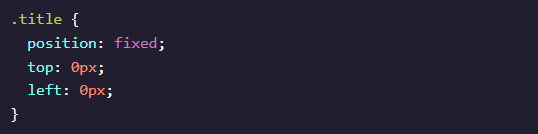 .title {
  position: fixed;
  top: 0px;
  left: 0px;
}